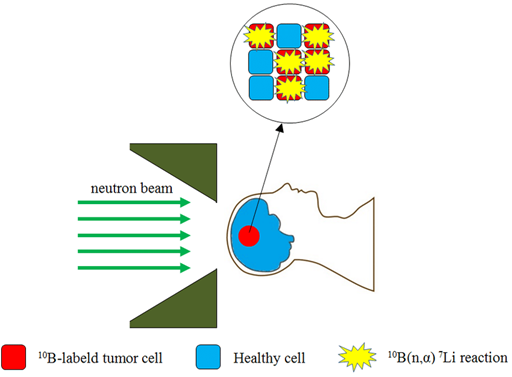 neutron beam
¹⁰B-labeld tumor cell
Healthy cell
¹⁰B(n,α) ⁷Li reaction